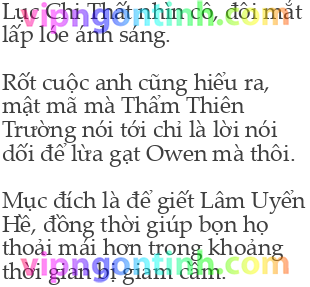 Lục Chi Thất nhìn cô, đôi mắt
lấp lóe ánh sáng.
Rốt cuộc anh cũng hiểu ra,
mật mã mà Thẩm Thiên
Trường nói tới chỉ là lời nói
dối để lừa gạt Owen mà thôi.
Mục đích là để giết Lâm Uyển
Hề, đồng thời giúp bọn họ
thoải mái hơn trong khoảng
thời gian bị giam cầm.
vipngontinh.com
vipngontinh.com